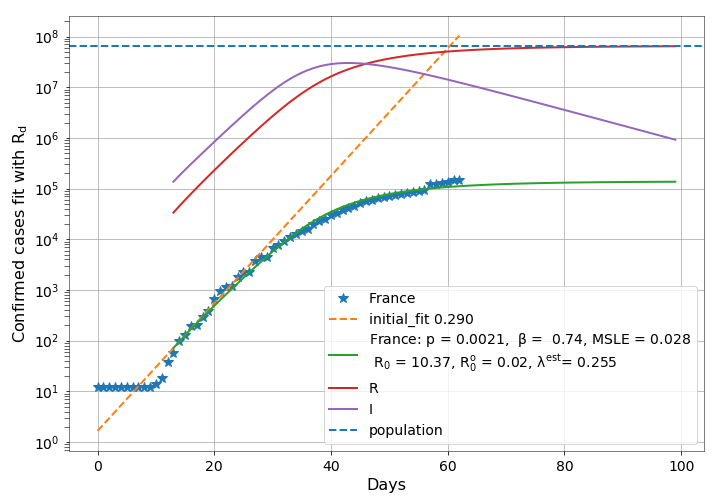 10⁸
10⁷
10⁶
10⁵
10⁴
10³
10²
10¹
10⁰
Confirmed cases fit with R_d
France
initial_fit 0.290
France: p = 0.0021, β = 0.74, MSLE = 0.028
R₀ = 10.37, R₀ᵒ = 0.02, λᵉˢᵗ= 0.255
R
I
population
0 20 40 60 80 100
Days